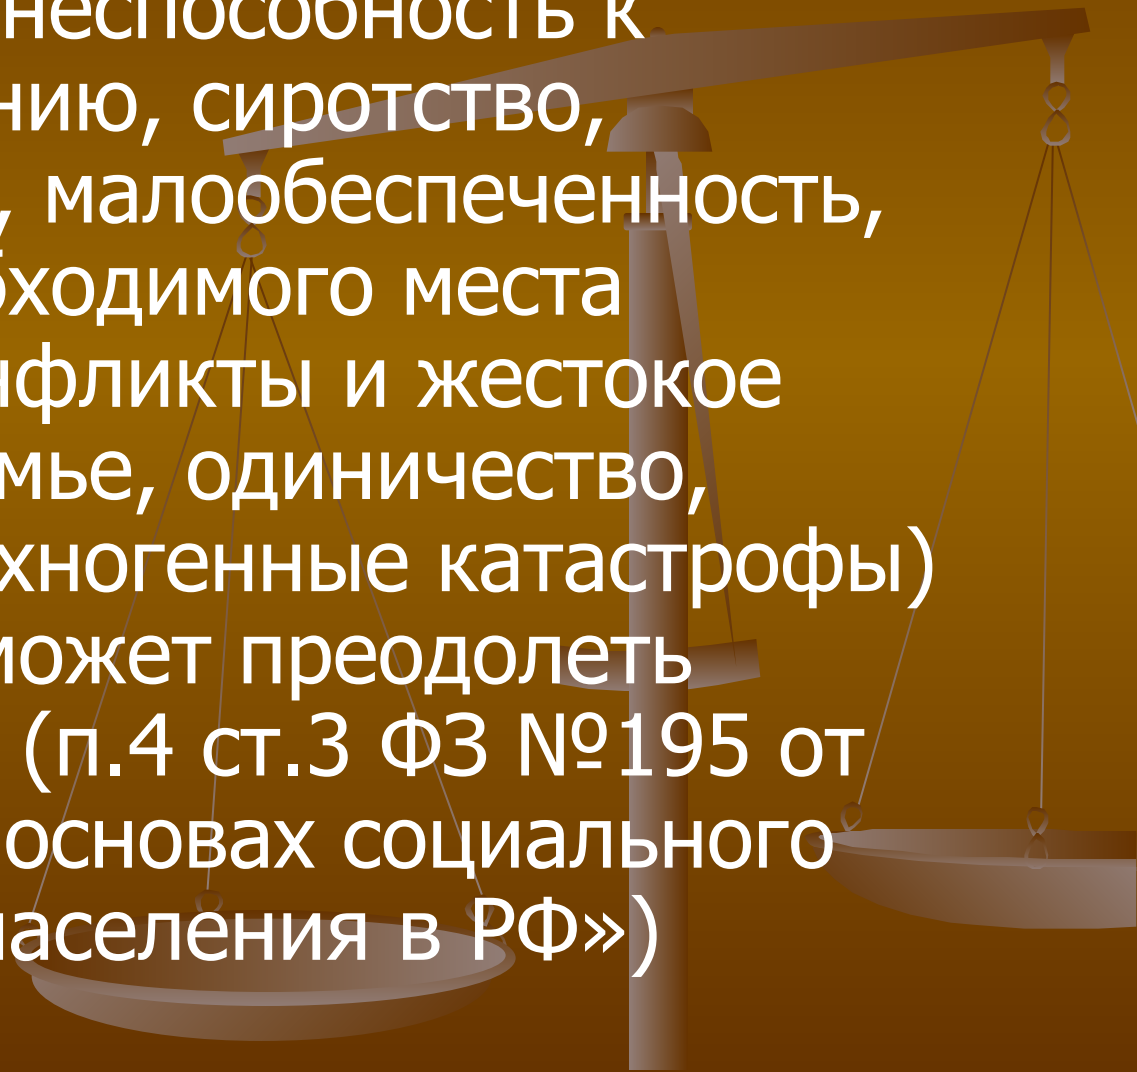 неспособность к
нию, сиротство,
, малообеспеченность,
бходимого места
нфликты и жестокое
мье, одиничество,
хногенные катастрофы)
может преодолеть
(п.4 ст.3 ФЗ №195 от
основах социального
населения в РФ»)